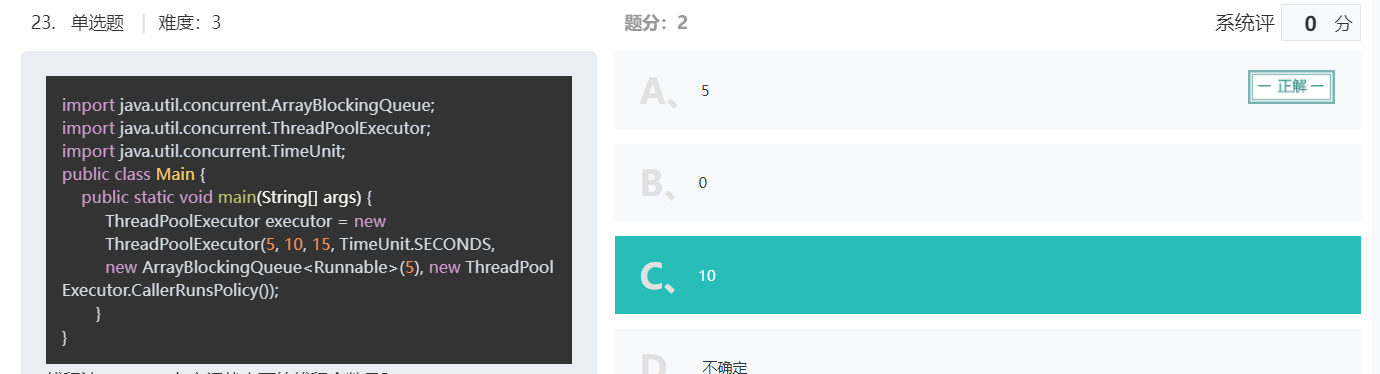 23. 单选题 | 难度：3
题分：2
系统评 0 分
import java.util.concurrent.ArrayBlockingQueue;
import java.util.concurrent.ThreadPoolExecutor;
import java.util.concurrent.TimeUnit;
public class Main {
public static void main(String[] args) {
ThreadPoolExecutor executor = new
ThreadPoolExecutor(5, 10, 15, TimeUnit.SECONDS,
new ArrayBlockingQueue<Runnable>(5), new ThreadPool
Executor.CallerRunsPolicy());
}
}
A、 5
正解
B、 0
C、 10
D、 不确定